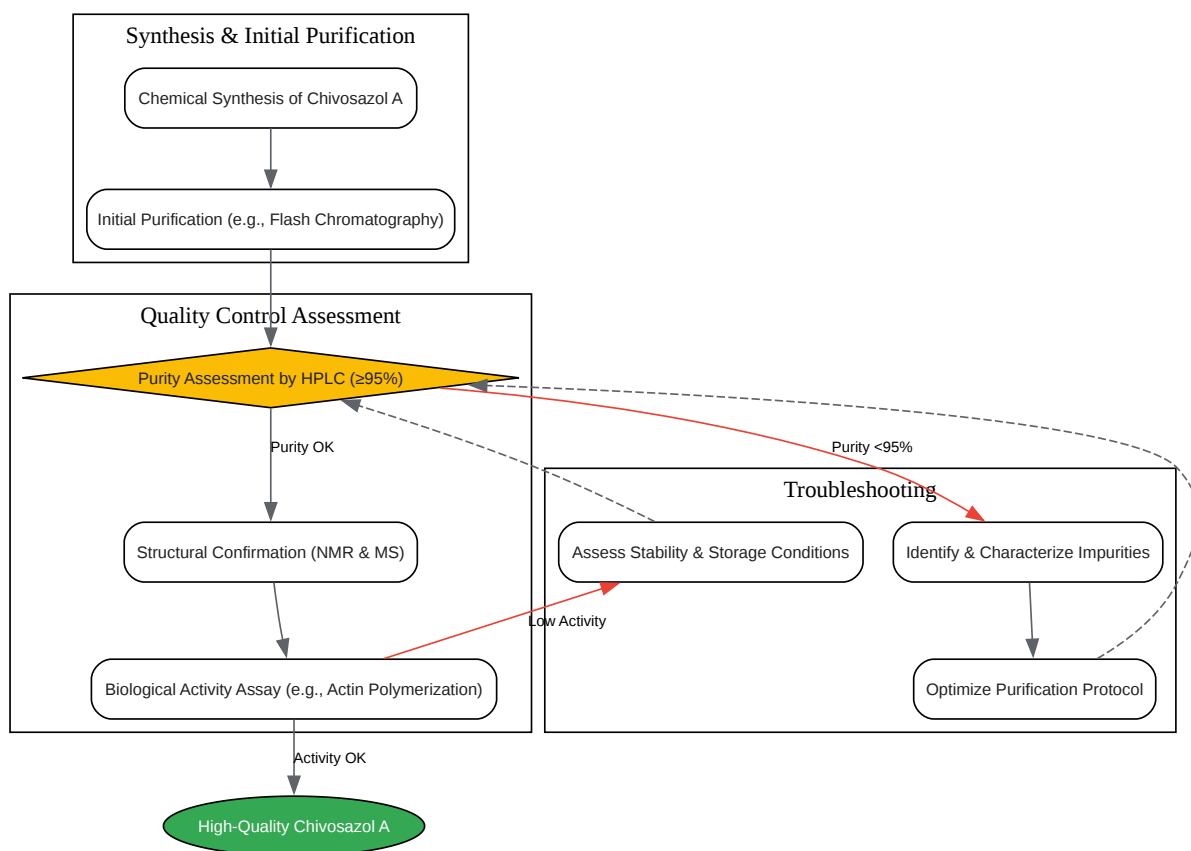 Synthesis & Initial Purification
Chemical Synthesis of Chivosazol A
Initial Purification (e.g., Flash Chromatography)
Quality Control Assessment
Purity Assessment by HPLC (≥95%)
Purity OK
Purity <95%
Troubleshooting
Structural Confirmation (NMR & MS)
Assess Stability & Storage Conditions
Identify & Characterize Impurities
Low Activity
Biological Activity Assay (e.g., Actin Polymerization)
Optimize Purification Protocol
Activity OK
High-Quality Chivosazol A